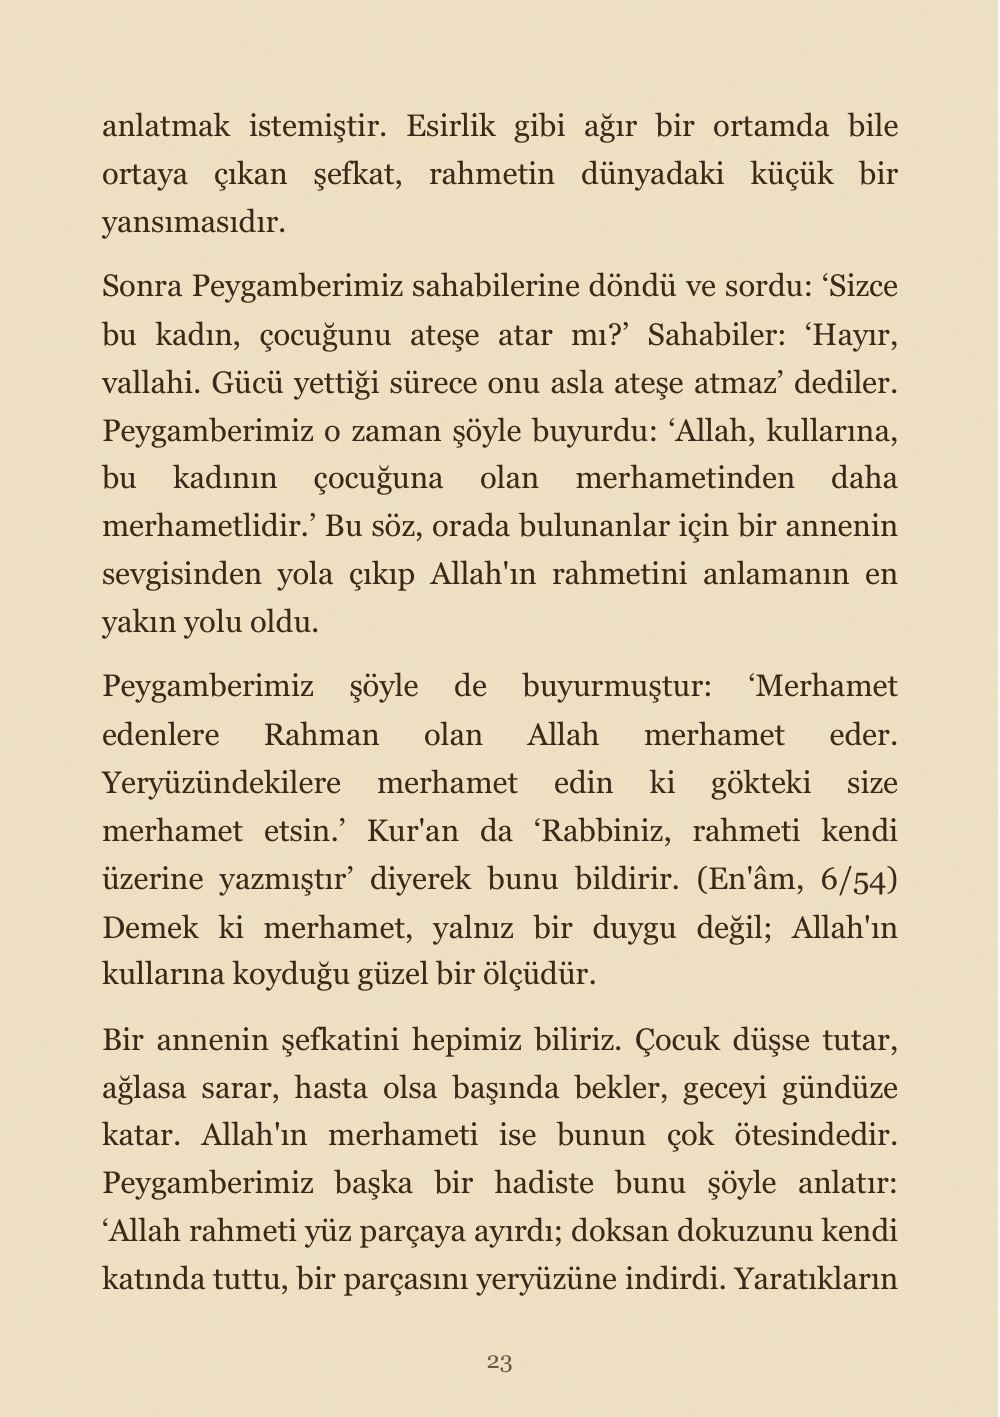 anlatmak istemiştir. Esirlik gibi ağır bir ortamda bile
ortaya çıkan şefkat, rahmetin dünyadaki küçük bir
yansımasıdır.
Sonra Peygamberimiz sahabilerine döndü ve sordu: ‘Sizce
bu kadın, çocuğunu ateşe atar mı?’ Sahabiler: ‘Hayır,
vallahi. Gücü yettiği sürece onu asla ateşe atmaz’ dediler.
Peygamberimiz o zaman şöyle buyurdu: ‘Allah, kullarına,
bu kadının çocuğuna olan merhametinden daha
merhametlidir.’ Bu söz, orada bulunanlar için bir annenin
sevgisinden yola çıkıp Allah'ın rahmetini anlamanın en
yakın yolu oldu.
Peygamberimiz şöyle de buyurmuştur: ‘Merhamet
edenlere Rahman olan Allah merhamet eder.
Yeryüzündekilere merhamet edin ki gökteki size
merhamet etsin.’ Kur'an da ‘Rabbiniz, rahmeti kendi
üzerine yazmıştır’ diyerek bunu bildirir. (En'âm, 6/54)
Demek ki merhamet, yalnız bir duygu değil; Allah'ın
kullarına koyduğu güzel bir ölçüdür.
Bir annenin şefkatini hepimiz biliriz. Çocuk düşse tutar,
ağlasa sarar, hasta olsa başında bekler, geceyi gündüze
katar. Allah'ın merhameti ise bunun çok ötesindedir.
Peygamberimiz başka bir hadiste bunu şöyle anlatır:
‘Allah rahmeti yüz parçaya ayırdı; doksan dokuzunu kendi
katında tuttu, bir parçasını yeryüzüne indirdi. Yaratıkların
23